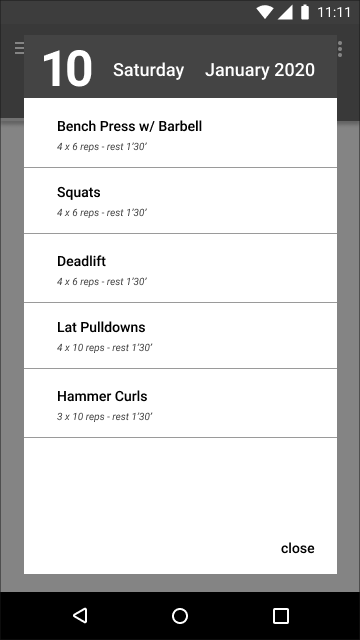 11:11
10 Saturday January 2020
Bench Press w/ Barbell
4 x 6 reps - rest 1'30'
Squats
4 x 6 reps - rest 1'30'
Deadlift
4 x 6 reps - rest 1'30'
Lat Pulldowns
4 x 10 reps - rest 1'30'
Hammer Curls
3 x 10 reps - rest 1'30'
close